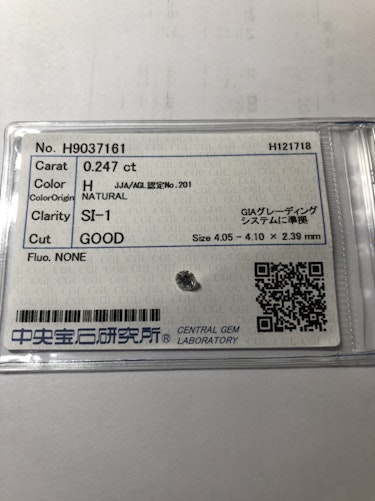 No. H9037161 H121718
Carat 0.247 ct
Color H JJA/AGL認定No.201
ColorOrigin NATURAL
Clarity SI-1 GIAグレーディング
システムに準拠
Cut GOOD Size 4.05 - 4.10 × 2.39 mm
Fluo. NONE
中央宝石研究所® CENTRAL GEM
LABORATORY